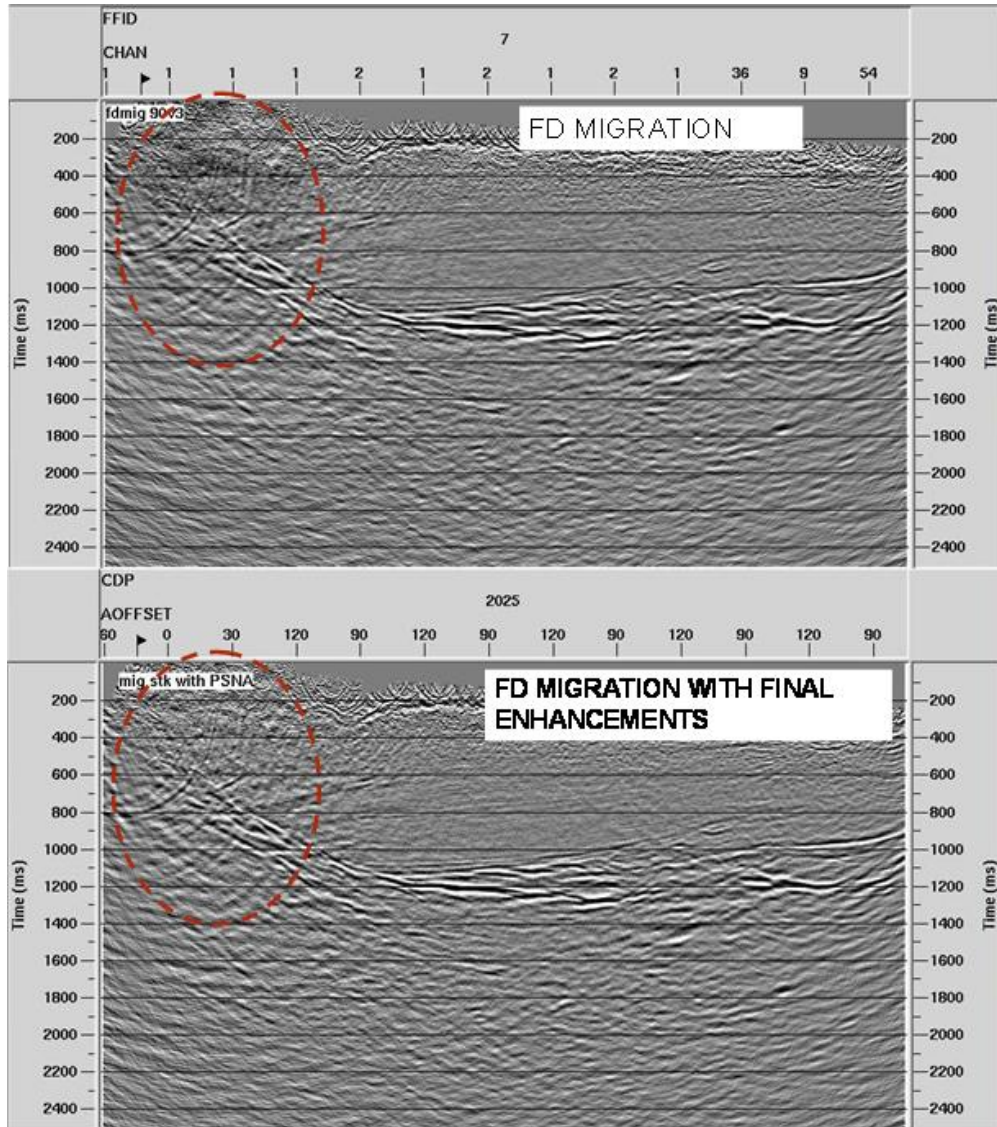 FFID
7
CHAN
1 1 1 1 2 1 2 1 2 1 36 9 54
fdmig 9073
FD MIGRATION
200 200
400 400
600 600
800 800
1000 1000
1200 1200
1400 1400
1600 1600
1800 1800
2000 2000
2200 2200
2400 2400
Time (ms) Time (ms)
CDP
2025
AOFFSET
60 0 30 120 90 90 90 90 90 120 90 120 90
mig stk with PSNA
FD MIGRATION WITH FINAL
ENHANCEMENTS
200 200
400 400
600 600
800 800
1000 1000
1200 1200
1400 1400
1600 1600
1800 1800
2000 2000
2200 2200
2400 2400
Time (ms) Time (ms)